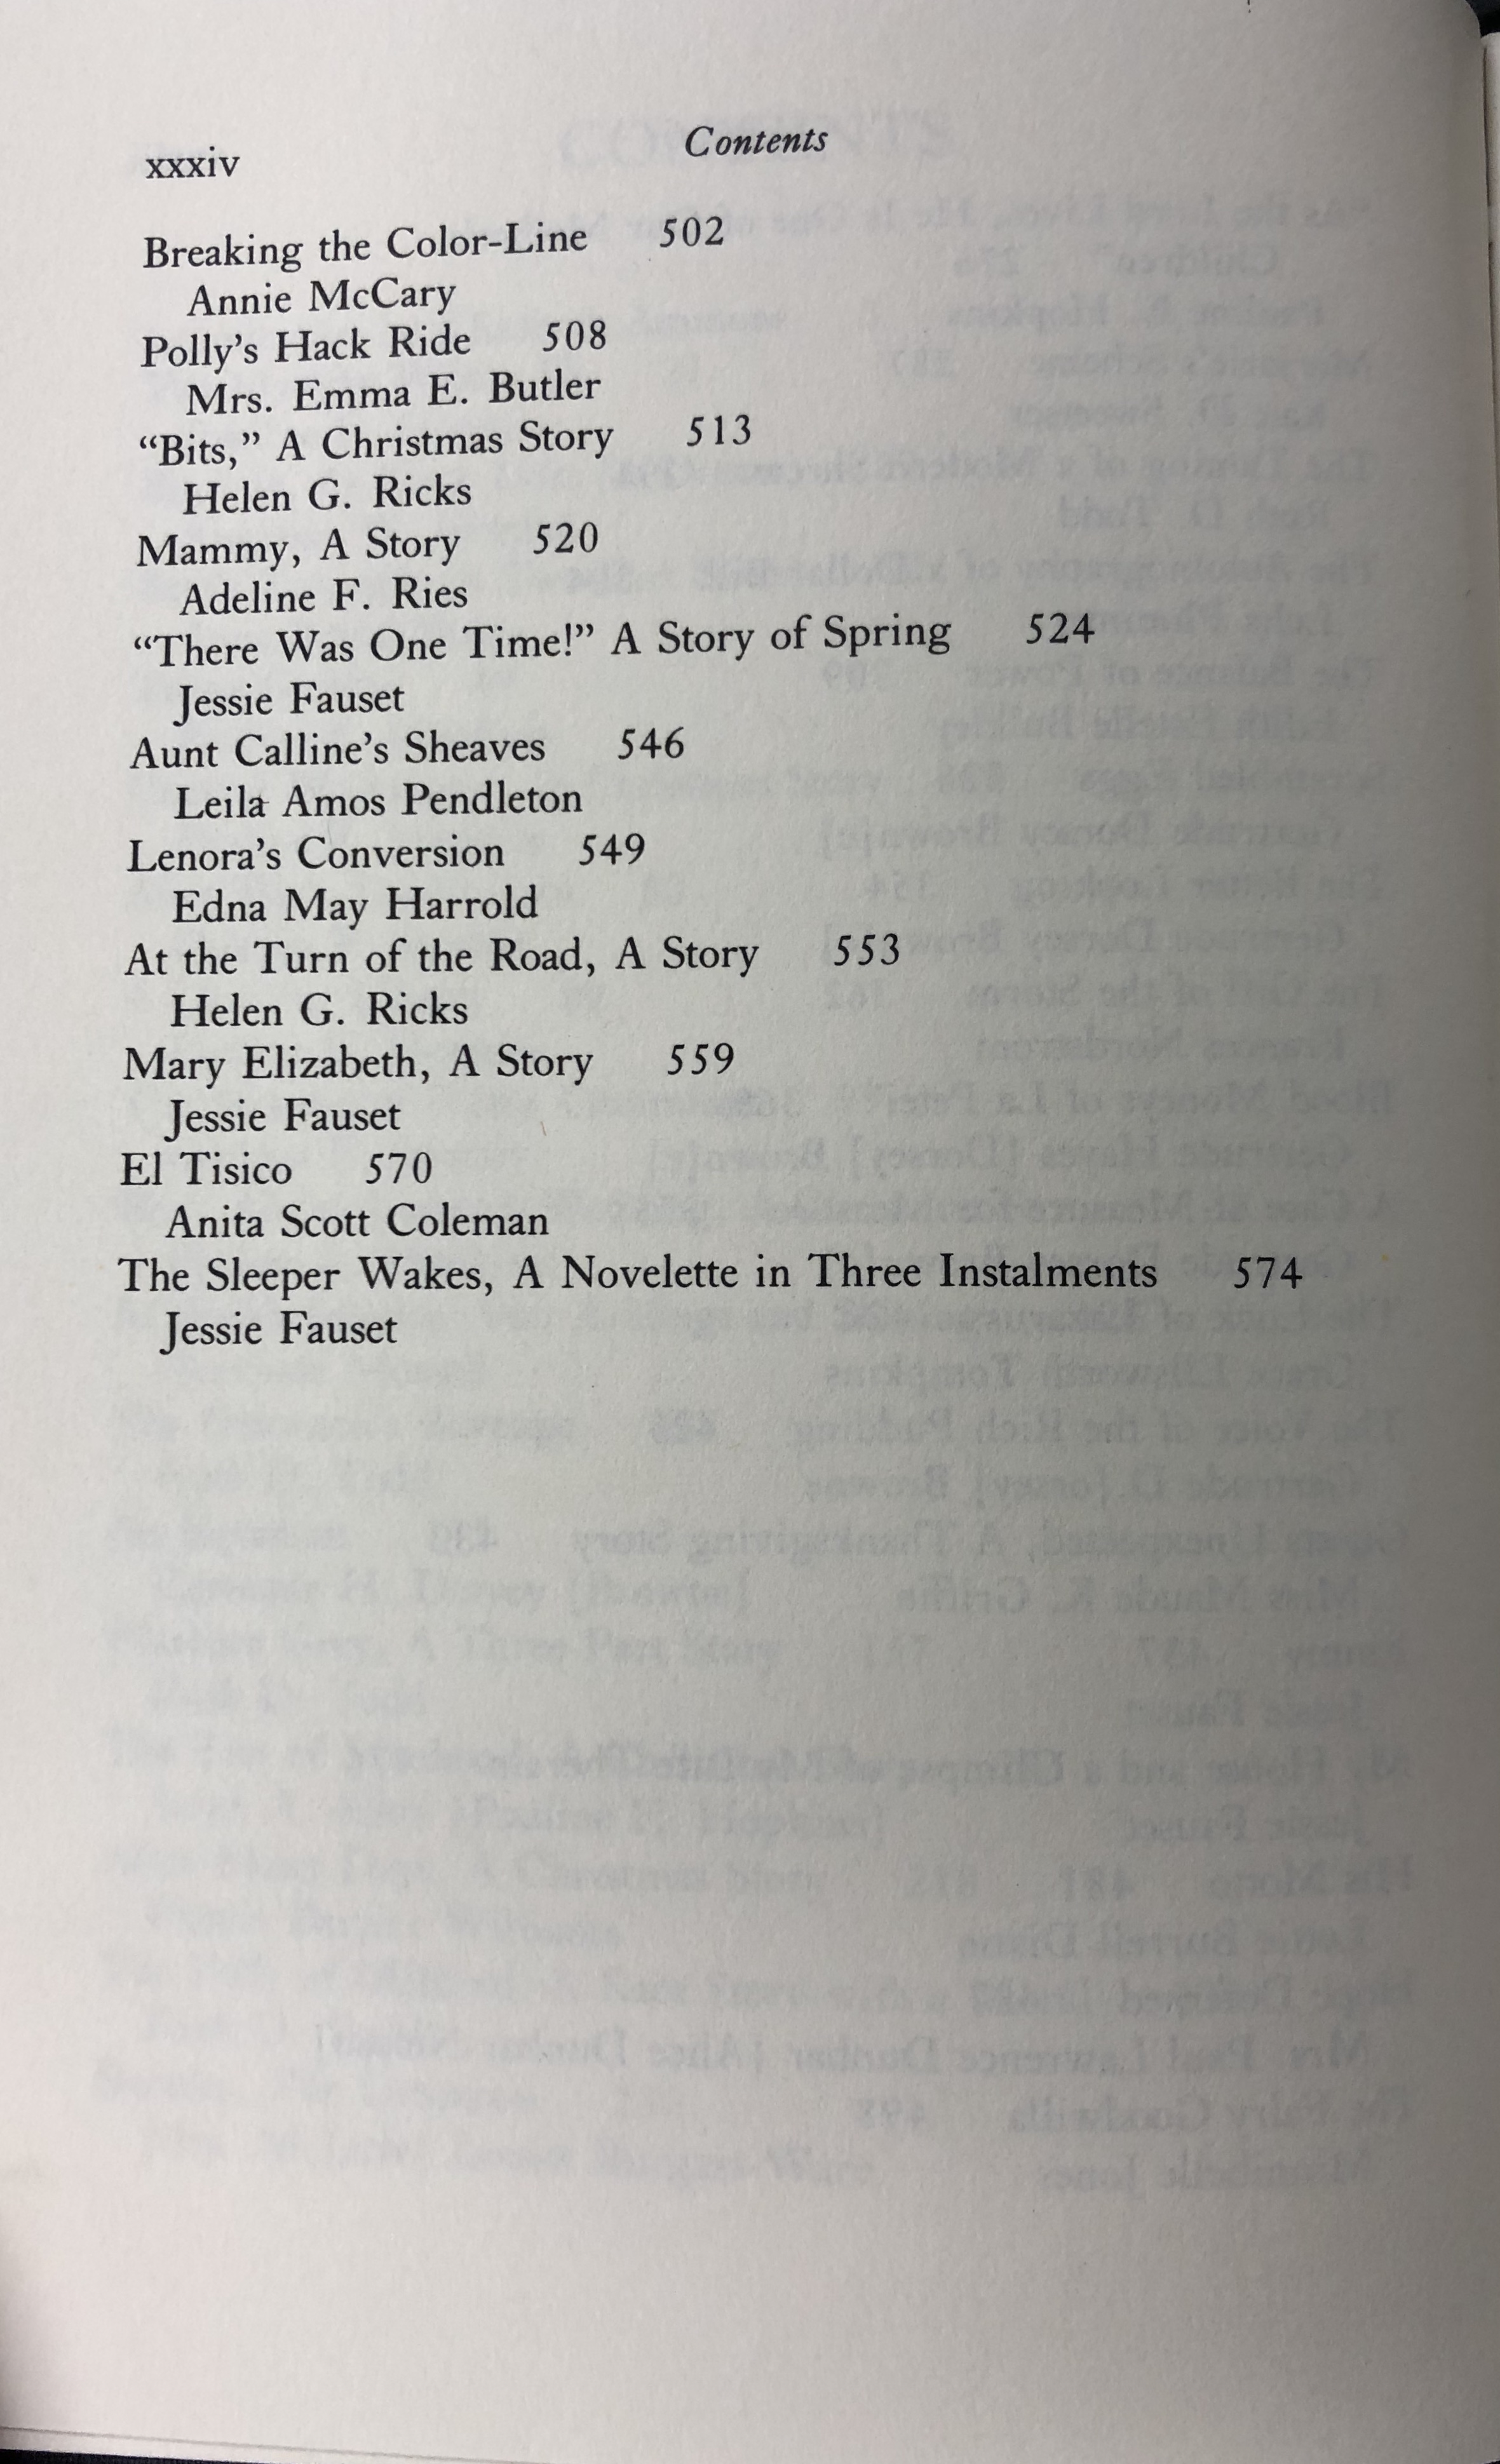 xxxiv Contents
Breaking the Color-Line 502
Annie McCary
Polly's Hack Ride 508
Mrs. Emma E. Butler
“Bits,” A Christmas Story 513
Helen G. Ricks
Mammy, A Story 520
Adeline F. Ries
“There Was One Time!” A Story of Spring 524
Jessie Fauset
Aunt Calline's Sheaves 546
Leila Amos Pendleton
Lenora's Conversion 549
Edna May Harrold
At the Turn of the Road, A Story 553
Helen G. Ricks
Mary Elizabeth, A Story 559
Jessie Fauset
El Tisico 570
Anita Scott Coleman
The Sleeper Wakes, A Novelette in Three Instalments 574
Jessie Fauset